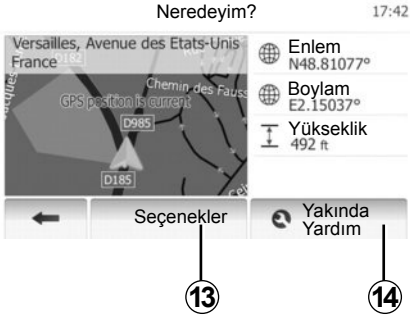 Neredeyim?
17:42
Versailles, Avenue des Etats-Unis
France
D182
Chemin des Fauss
GPS position is current
D985
D185
Enlem
N48.81077°
Boylam
E2.15037°
Yükseklik
492 ft
Seçenekler
Yakında
Yardım
13
14